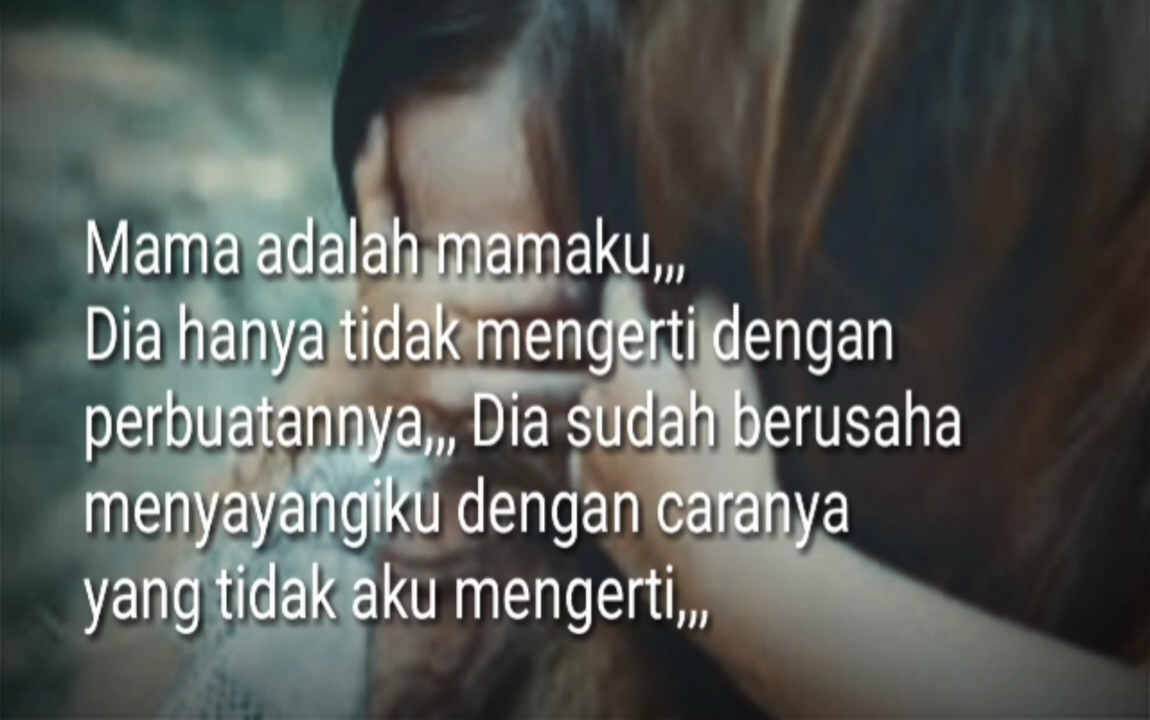 Mama adalah mamaku,,,
Dia hanya tidak mengerti dengan
perbuatannya,,, Dia sudah berusaha
menyayangiku dengan caranya
yang tidak aku mengerti,,,